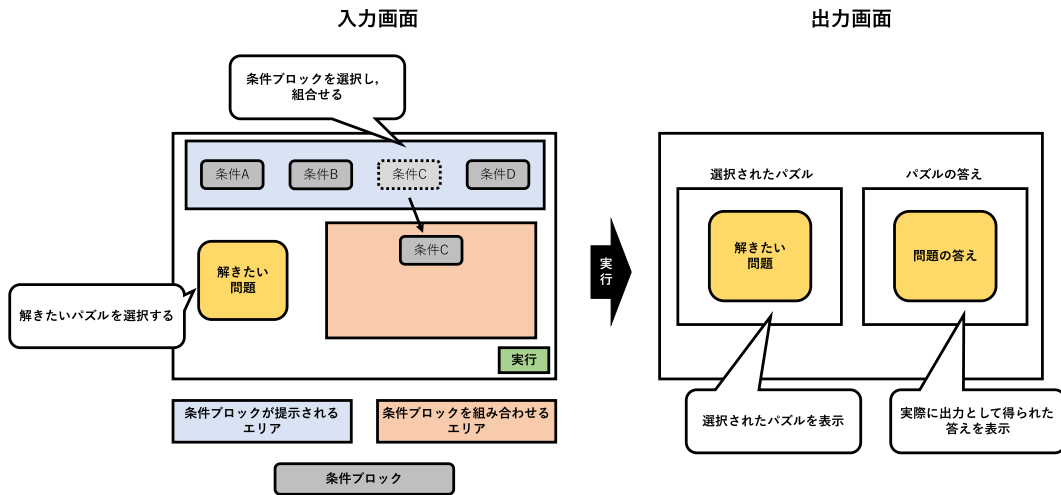 入力画面
出力画面
条件ブロックを選択し，
組合せる
条件A
条件B
条件C
条件D
条件C
解きたい
問題
解きたいパズルを選択する
実行
条件ブロックが提示される
エリア
条件ブロックを組み合わせる
エリア
条件ブロック
実行
選択されたパズル
パズルの答え
解きたい
問題
問題の答え
選択されたパズルを表示
実際に出力として得られた
答えを表示